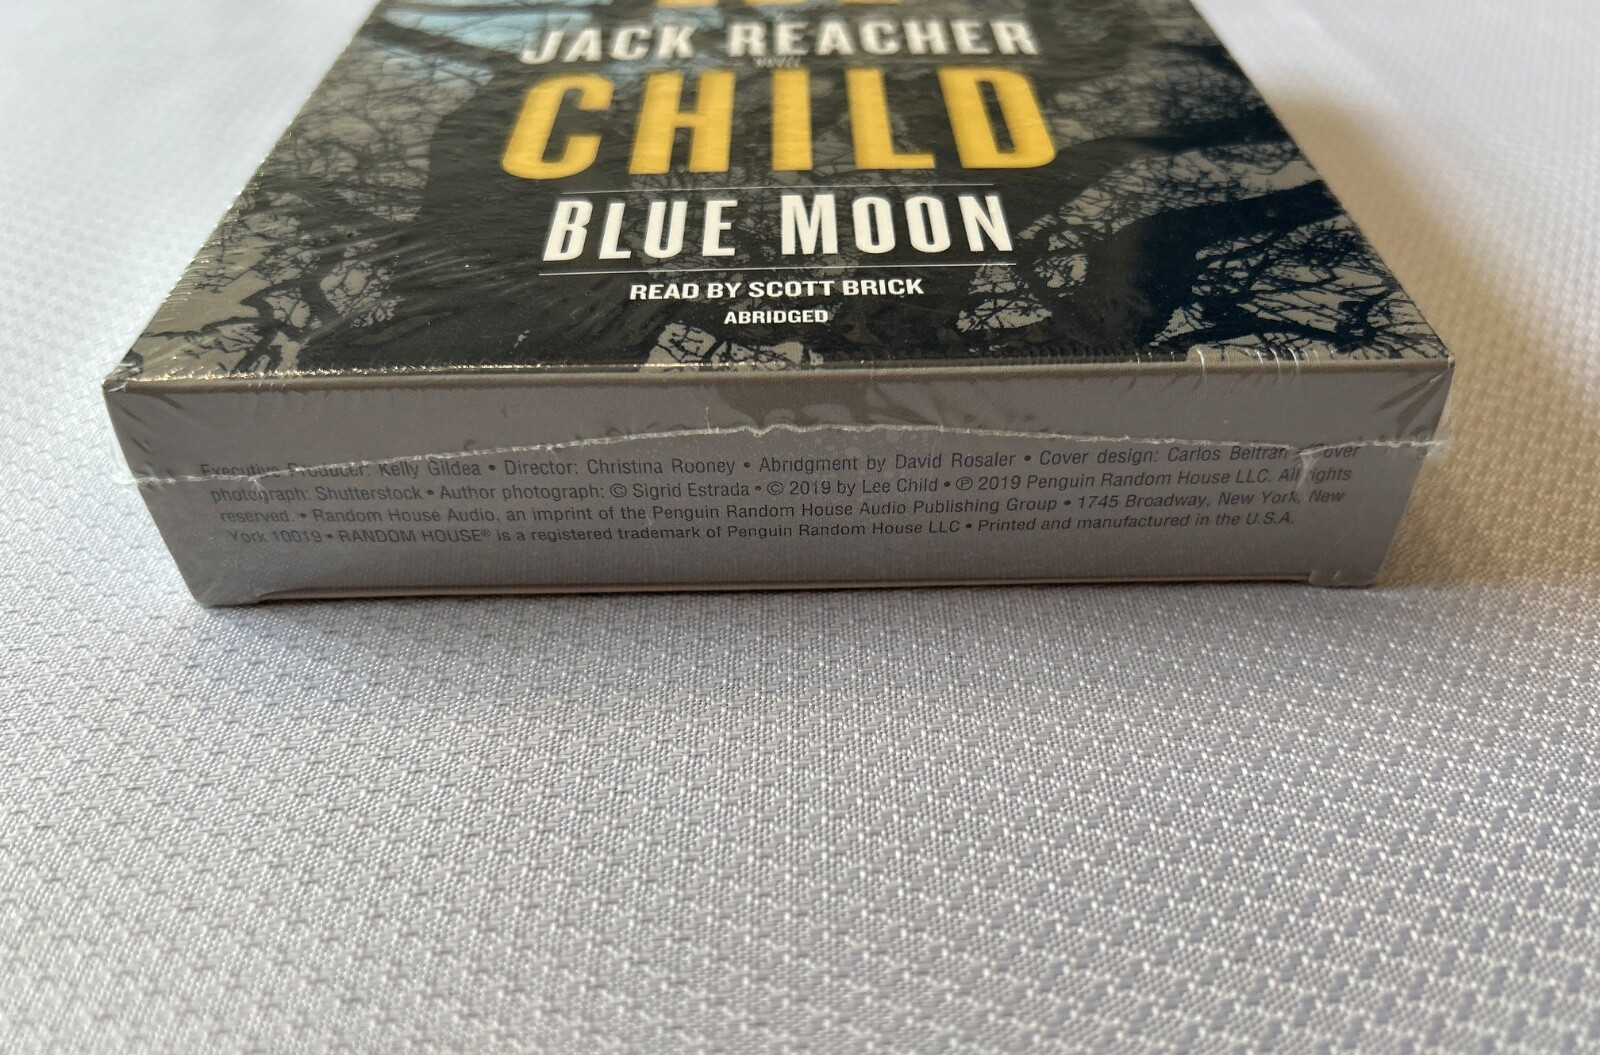 JACK REACHER
NOVEL
CHILD
BLUE MOON
READ BY SCOTT BRICK
ABRIDGED
Executive Producer: Kelly Gildea • Director: Christina Rooney • Abridgment by David Rosaler • Cover design: Carlos Beltran • Cover
photograph: Shutterstock • Author photograph: © Sigrid Estrada • © 2019 by Lee Child • ℗ 2019 Penguin Random House LLC. All rights
reserved. • Random House Audio, an imprint of the Penguin Random House Audio Publishing Group • 1745 Broadway, New York, New
York 10019 • RANDOM HOUSE® is a registered trademark of Penguin Random House LLC • Printed and manufactured in the U.S.A.